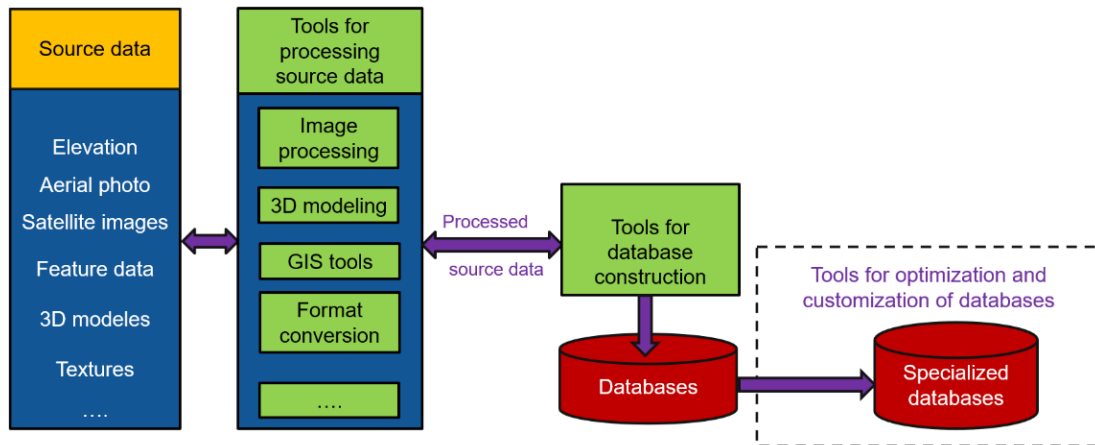 Source data
Elevation
Aerial photo
Satellite images
Feature data
3D modeles
Textures
....
Tools for
processing
source data
Image
processing
3D modeling
GIS tools
Format
conversion
....
Processed
source data
Tools for
database
construction
Databases
Tools for optimization and
customization of databases
Specialized
databases